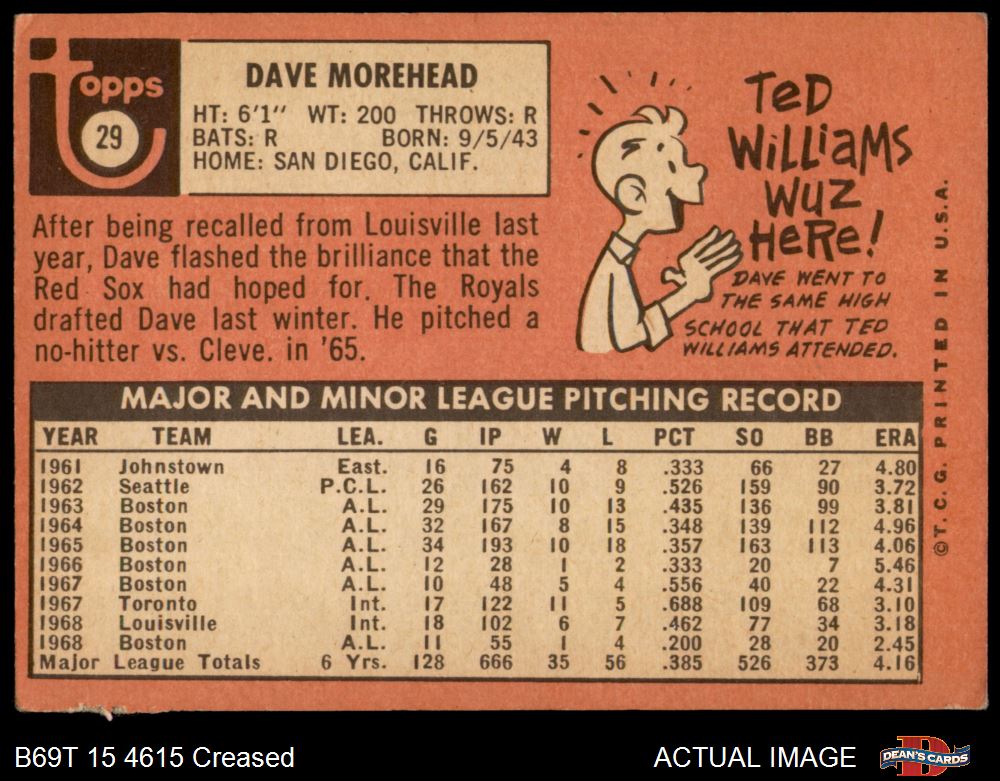 topps
29
DAVE MOREHEAD
HT: 6'1" WT: 200 THROWS: R
BATS: R BORN: 9/5/43
HOME: SAN DIEGO, CALIF.
After being recalled from Louisville last
year, Dave flashed the brilliance that the
Red Sox had hoped for. The Royals
drafted Dave last winter. He pitched a
no-hitter vs. Cleve. in '65.
TeD
WiLLiaMS
WuZ
HeRe!
DAVE WENT TO
THE SAME HIGH
SCHOOL THAT TED
WILLIAMS ATTENDED.
©T.C.G. PRINTED IN U.S.A.
MAJOR AND MINOR LEAGUE PITCHING RECORD
YEAR TEAM LEA. G IP W L PCT SO BB ERA
1961 Johnstown East. 16 75 4 8 .333 66 27 4.80
1962 Seattle P.C.L. 26 162 10 9 .526 159 90 3.72
1963 Boston A.L. 29 175 10 13 .435 136 99 3.81
1964 Boston A.L. 32 167 8 15 .348 139 112 4.96
1965 Boston A.L. 34 193 10 18 .357 163 113 4.06
1966 Boston A.L. 12 28 1 2 .333 20 7 5.46
1967 Boston A.L. 10 48 5 4 .556 40 22 4.31
1967 Toronto Int. 17 122 11 5 .688 109 68 3.10
1968 Louisville Int. 18 102 6 7 .462 77 34 3.18
1968 Boston A.L. 11 55 1 4 .200 28 20 2.45
Major League Totals 6 Yrs. 128 666 35 56 .385 526 373 4.16
B69T 15 4615 Creased
ACTUAL IMAGE
DEAN'S CARDS